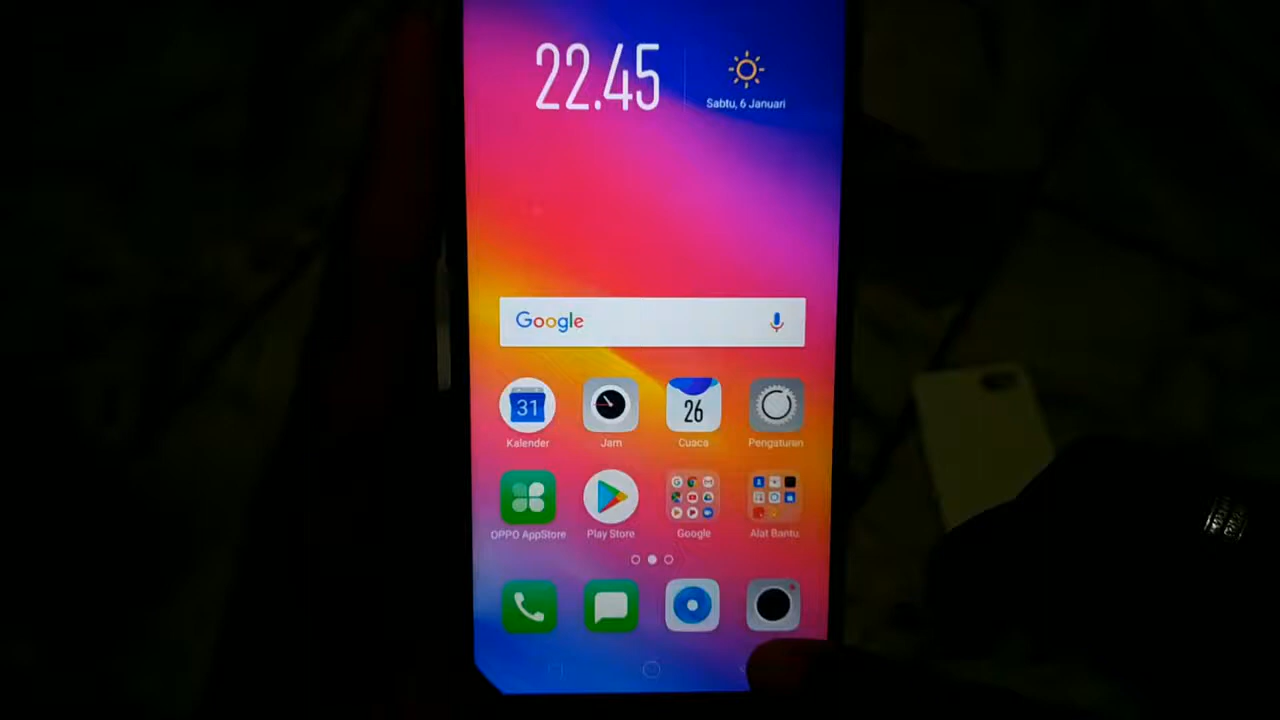 22.45
Sabtu, 6 Januari
Google
31
26
Kalender
Jam
Cuaca
Pengaturan
OPPO AppStore
Play Store
Google
Alat Bantu